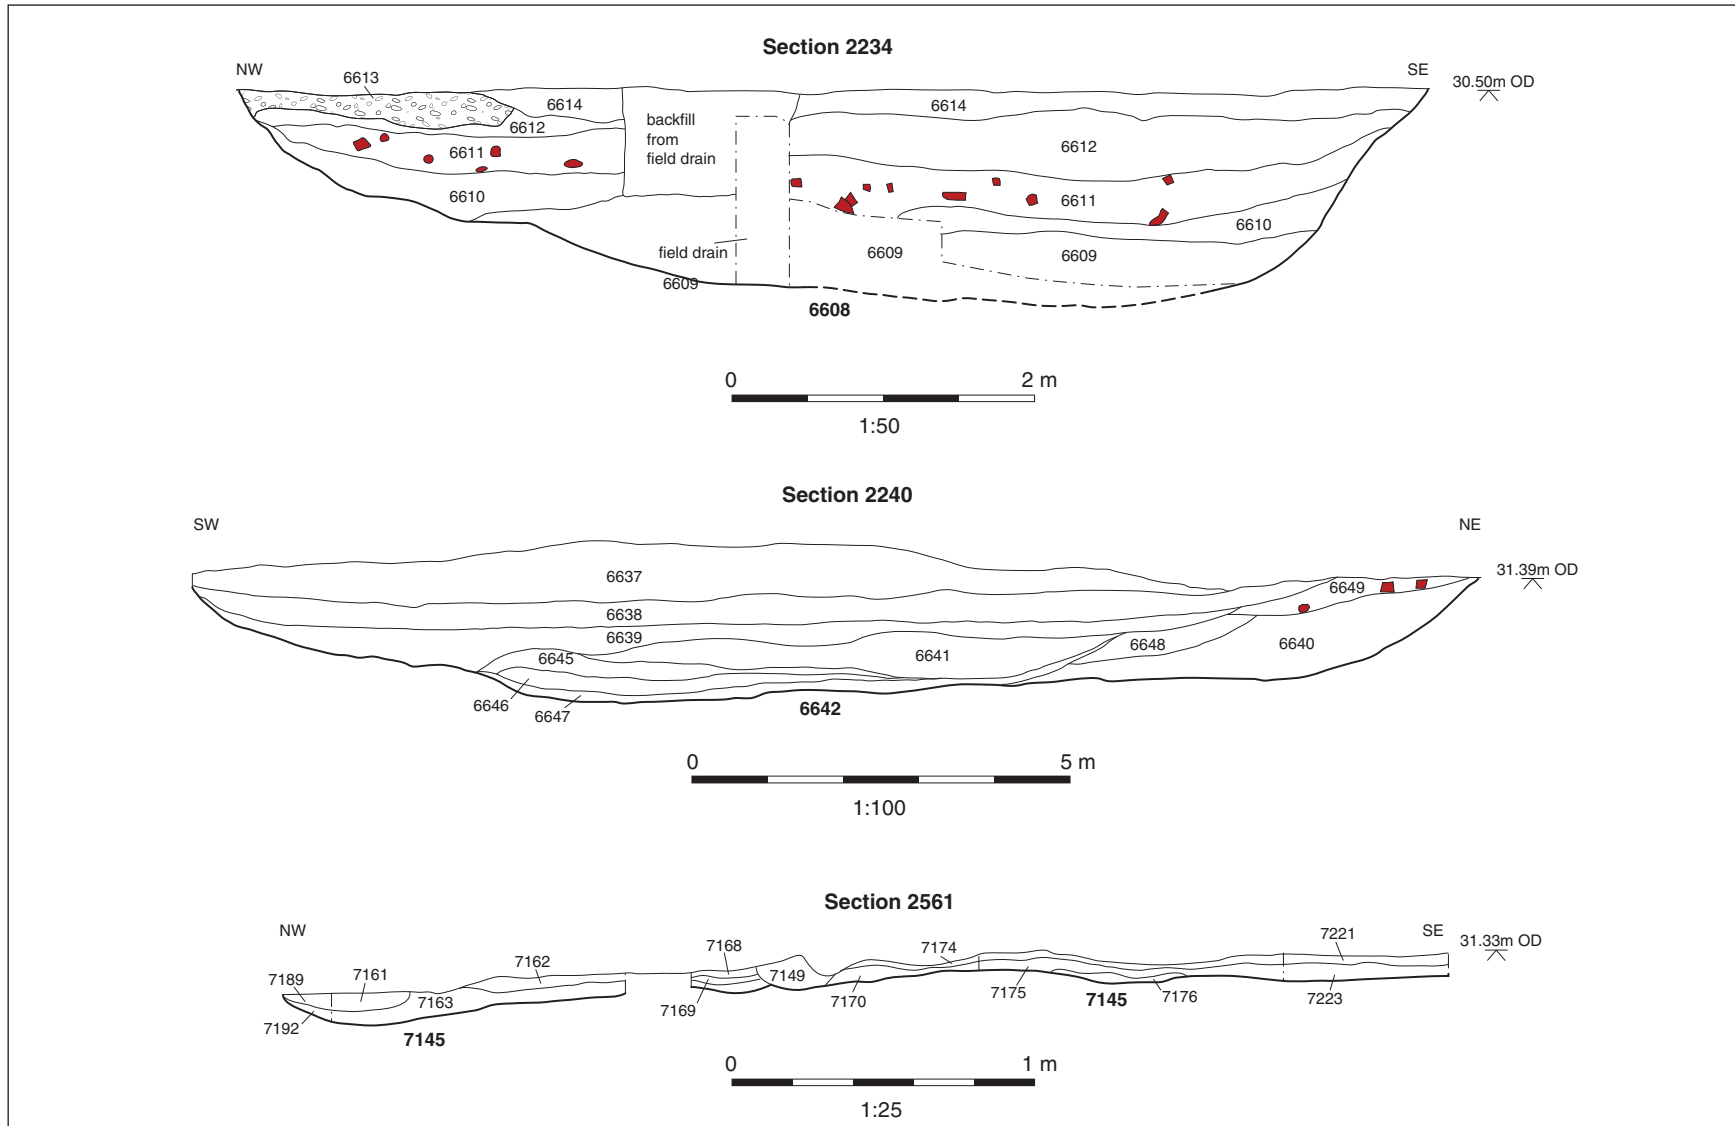 Section 2234
NW
SE
30.50m OD
6613
6614
6614
6612
backfill
from
field drain
6612
6611
6611
6610
6610
field drain
6609
6609
6609
6608
0
2 m
1:50
Section 2240
SW
NE
31.39m OD
6637
6649
6638
6639
6645
6641
6648
6640
6646
6647
6642
0
5 m
1:100
Section 2561
NW
SE
31.33m OD
7168
7174
7221
7162
7189
7161
7149
7163
7169
7170
7175
7145
7176
7223
7192
7145
0
1 m
1:25